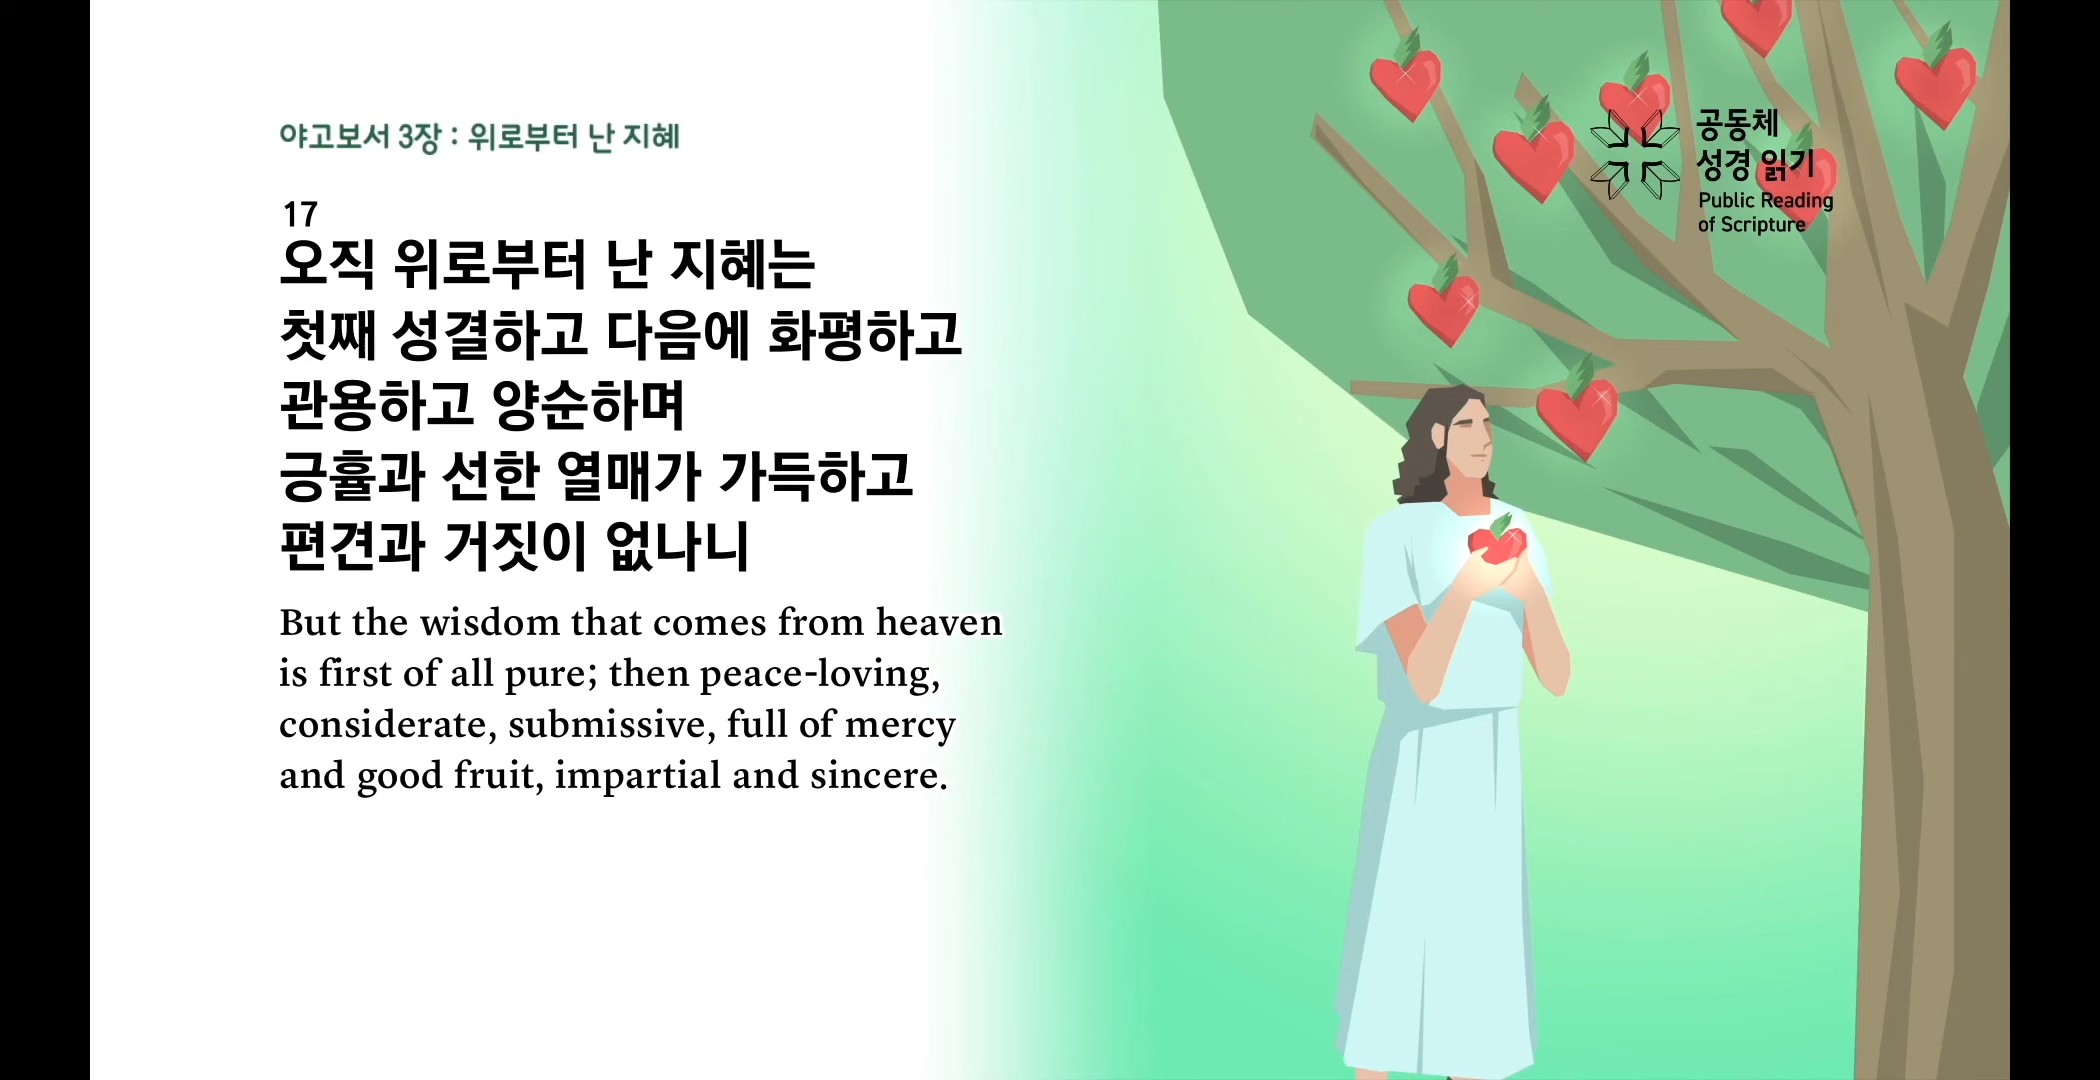 야고보서 3장 : 위로부터 난 지혜
17
오직 위로부터 난 지혜는
첫째 성결하고 다음에 화평하고
관용하고 양순하며
긍휼과 선한 열매가 가득하고
편견과 거짓이 없나니
But the wisdom that comes from heaven
is first of all pure; then peace-loving,
considerate, submissive, full of mercy
and good fruit, impartial and sincere.
공동체
성경 읽기
Public Reading
of Scripture